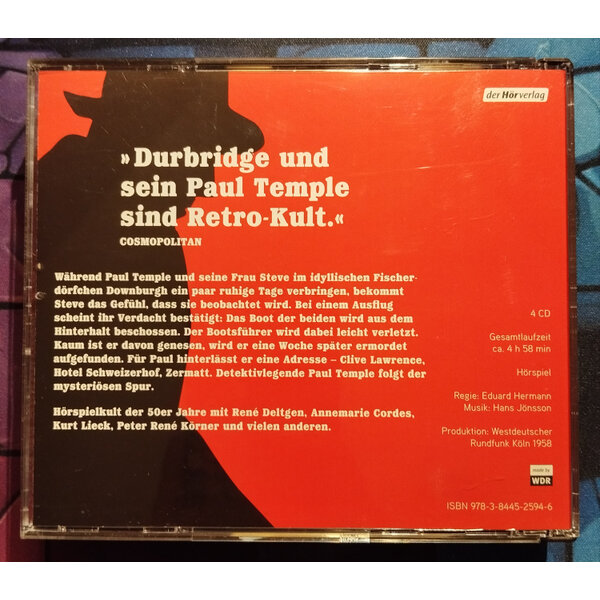 der Hörverlag
»Durbridge und
sein Paul Temple
sind Retro-Kult.«
COSMOPOLITAN
Während Paul Temple und seine Frau Steve im idyllischen Fischer-
dörfchen Downburgh ein paar ruhige Tage verbringen, bekommt
Steve das Gefühl, dass sie beobachtet wird. Bei einem Ausflug
scheint ihr Verdacht bestätigt: Das Boot der beiden wird aus dem
Hinterhalt beschossen. Der Bootsführer wird dabei leicht verletzt.
Kaum ist er davon genesen, wird er eine Woche später ermordet
aufgefunden. Für Paul hinterlässt er eine Adresse – Clive Lawrence,
Hotel Schweizerhof, Zermatt. Detektivlegende Paul Temple folgt der
mysteriösen Spur.
Hörspielkult der 50er Jahre mit René Deltgen, Annemarie Cordes,
Kurt Lieck, Peter René Körner und vielen anderen.
4 CD
Gesamtlaufzeit
ca. 4 h 58 min
Hörspiel
Regie: Eduard Hermann
Musik: Hans Jönsson
Produktion: Westdeutscher
Rundfunk Köln 1958
made by
WDR
ISBN 978-3-8445-2594-6